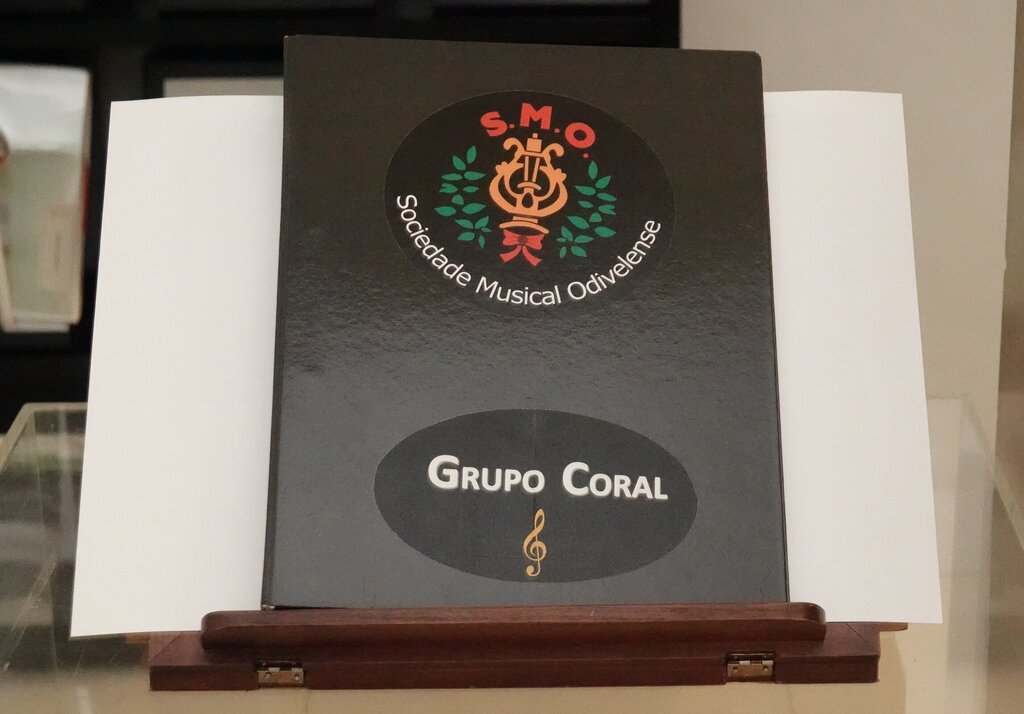 S.M.O.
Sociedade Musical Odivelense
GRUPO CORAL